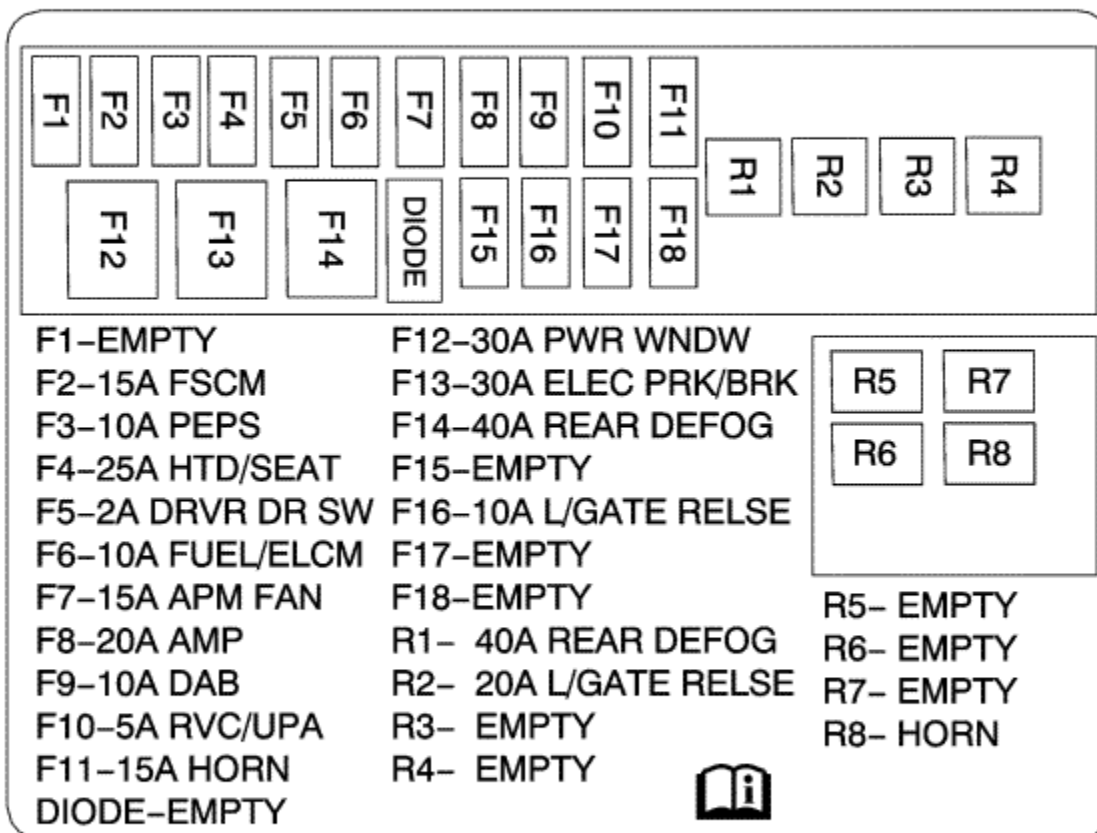 F1 F2 F3 F4 F5 F6 F7 F8 F9 F10 F11
R1 R2 R3 R4
F12 F13 F14 DIODE F15 F16 F17 F18
F1–EMPTY
F2–15A FSCM
F3–10A PEPS
F4–25A HTD/SEAT
F5–2A DRVR DR SW
F6–10A FUEL/ELCM
F7–15A APM FAN
F8–20A AMP
F9–10A DAB
F10–5A RVC/UPA
F11–15A HORN
DIODE–EMPTY
F12–30A PWR WNDW
F13–30A ELEC PRK/BRK
F14–40A REAR DEFOG
F15–EMPTY
F16–10A L/GATE RELSE
F17–EMPTY
F18–EMPTY
R1– 40A REAR DEFOG
R2– 20A L/GATE RELSE
R3– EMPTY
R4– EMPTY
R5 R7
R6 R8
R5– EMPTY
R6– EMPTY
R7– EMPTY
R8– HORN
i